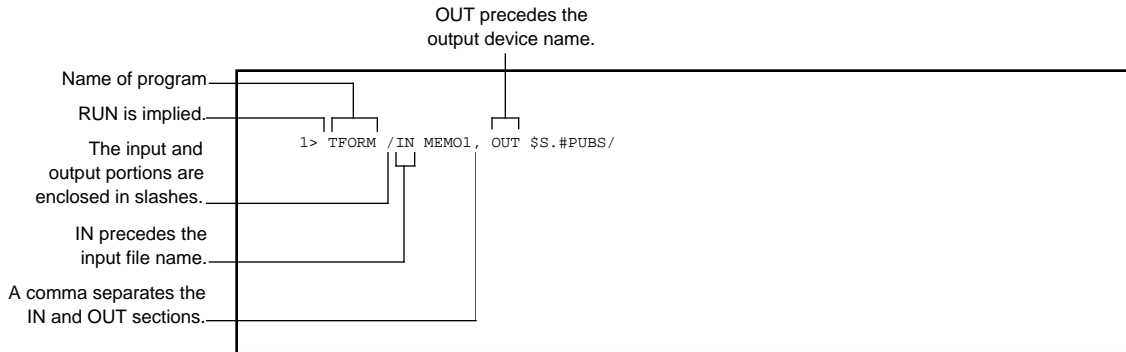 OUT precedes the
output device name.
Name of program
RUN is implied.
1> TFORM /IN MEMO1, OUT $S.#PUBS/
The input and
output portions are
enclosed in slashes.
IN precedes the
input file name.
A comma separates the
IN and OUT sections.